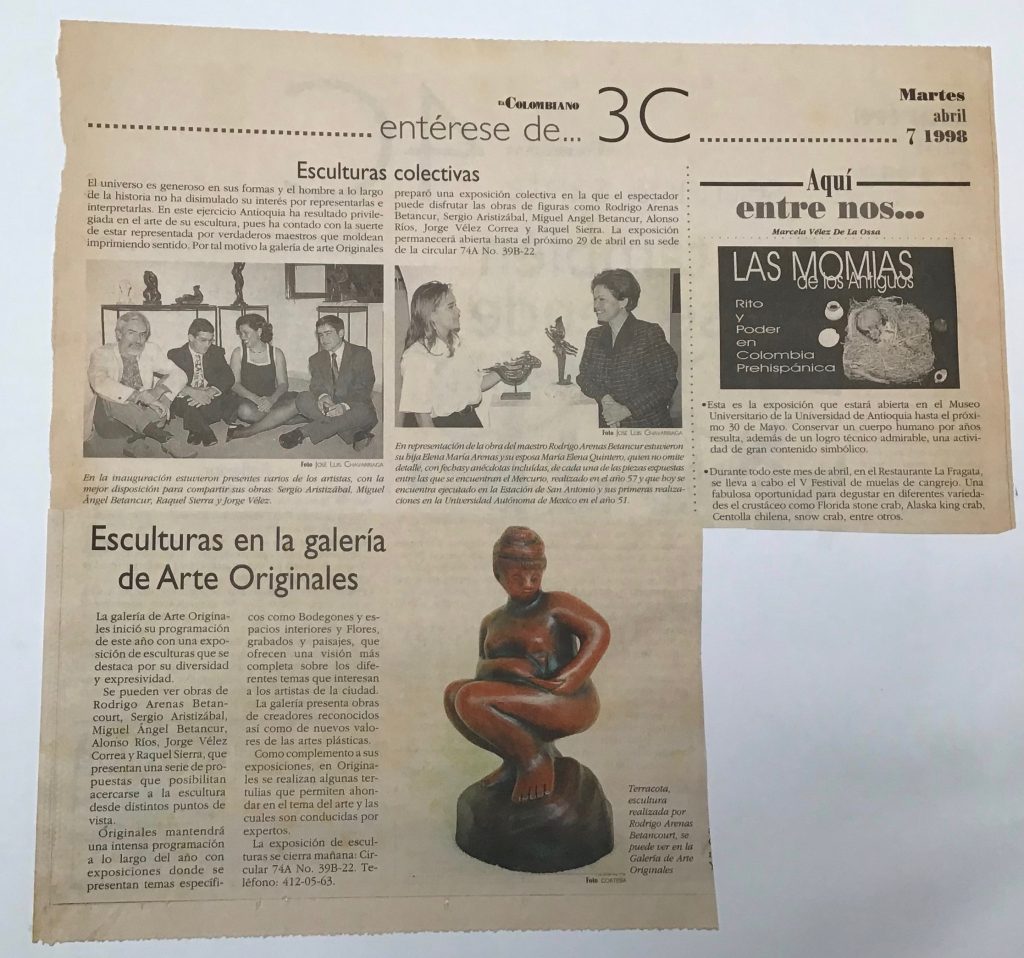 EL COLOMBIANO
entérese de... 3C
Martes
abril
7 1998
Esculturas colectivas
El universo es generoso en sus formas y el hombre a lo largo
de la historia no ha disimulado su interés por representarlas e
interpretarlas. En este ejercicio Antioquia ha resultado privile-
giada en el arte de su escultura, pues ha contado con la suerte
de estar representada por verdaderos maestros que moldean
imprimiendo sentido. Por tal motivo la galería de arte Originales
preparó una exposición colectiva en la que el espectador
puede disfrutar las obras de figuras como Rodrigo Arenas
Betancur, Sergio Aristizábal, Miguel Angel Betancur, Alonso
Ríos, Jorge Vélez Correa y Raquel Sierra. La exposición
permanecerá abierta hasta el próximo 29 de abril en su sede
de la circular 74A No. 39B-22
Foto JOSÉ LUIS CHAVARRIAGA
En la inauguración estuvieron presentes varios de los artistas, con la
mejor disposición para compartir sus obras: Sergio Aristizábal, Miguel
Ángel Betancur, Raquel Sierra y Jorge Vélez.
Foto JOSÉ LUIS CHAVARRIAGA
En representación de la obra del maestro Rodrigo Arenas Betancur estuvieron
su hija Elena María Arenas y su esposa María Elena Quintero, quien no omite
detalle, con fechas y anécdotas incluidas, de cada una de las piezas expuestas
entre las que se encuentran el Mercurio, realizado en el año 57 y que hoy se
encuentra ejecutado en la Estación de San Antonio y sus primeras realiza-
ciones en la Universidad Autónoma de Mexico en el año 51.
Aquí
entre nos...
Marcela Vélez De La Ossa
LAS MOMIAS
de los Antiguos
Rito
y
Poder
en
Colombia
Prehispánica
•Esta es la exposición que estará abierta en el Museo
Universitario de la Universidad de Antioquia hasta el próxi-
mo 30 de Mayo. Conservar un cuerpo humano por años
resulta, además de un logro técnico admirable, una activi-
dad de gran contenido simbólico.
•Durante todo este mes de abril, en el Restaurante La Fragata,
se lleva a cabo el V Festival de muelas de cangrejo. Una
fabulosa oportunidad para degustar en diferentes varieda-
des el crustáceo como Florida stone crab, Alaska king crab,
Centolla chilena, snow crab, entre otros.
Esculturas en la galería
de Arte Originales
La galería de Arte Origina-
les inició su programación
de este año con una expo-
sición de esculturas que se
destaca por su diversidad
y expresividad.
Se pueden ver obras de
Rodrigo Arenas Betan-
court, Sergio Aristizábal,
Miguel Ángel Betancur,
Alonso Ríos, Jorge Vélez
Correa y Raquel Sierra, que
presentan una serie de pro-
puestas que posibilitan
acercarse a la escultura
desde distintos puntos de
vista.
Originales mantendrá
una intensa programación
a lo largo del año con
exposiciones donde se
presentan temas específi-
cos como Bodegones y es-
pacios interiores y Flores,
grabados y paisajes, que
ofrecen una visión más
completa sobre los dife-
rentes temas que interesan
a los artistas de la ciudad.
La galería presenta obras
de creadores reconocidos
así como de nuevos valo-
res de las artes plásticas.
Como complemento a sus
exposiciones, en Origina-
les se realizan algunas ter-
tulias que permiten ahon-
dar en el tema del arte y las
cuales son conducidas por
expertos.
La exposición de escul-
turas se cierra mañana: Cir-
cular 74A No. 39B-22. Te-
léfono: 412-05-63.
Terracota,
escultura
realizada por
Rodrigo Arenas
Betancourt, se
puede ver en la
Galería de Arte
Originales
Foto CORTESÍA